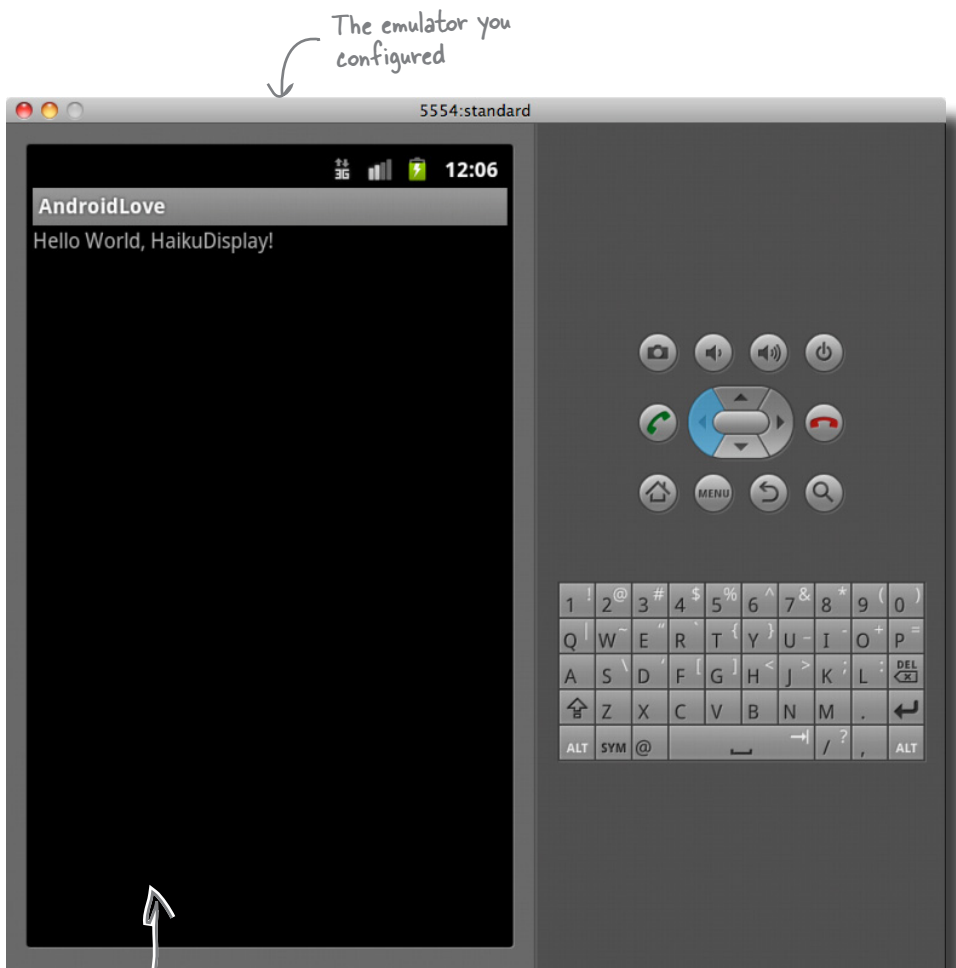 The emulator you
configured
5554:standard
3G 12:06
AndroidLove
Hello World, HaikuDisplay!
MENU
1 ! 2 @ 3 # 4 $ 5 % 6 ^ 7 & 8 * 9 ( 0 )
Q | W ~ E " R ` T { Y } U _ I - O + P =
A S \ D ' F [ G ] H < J > K ; L : DEL
Z X C V B N M .
ALT SYM @ / ? , ALT